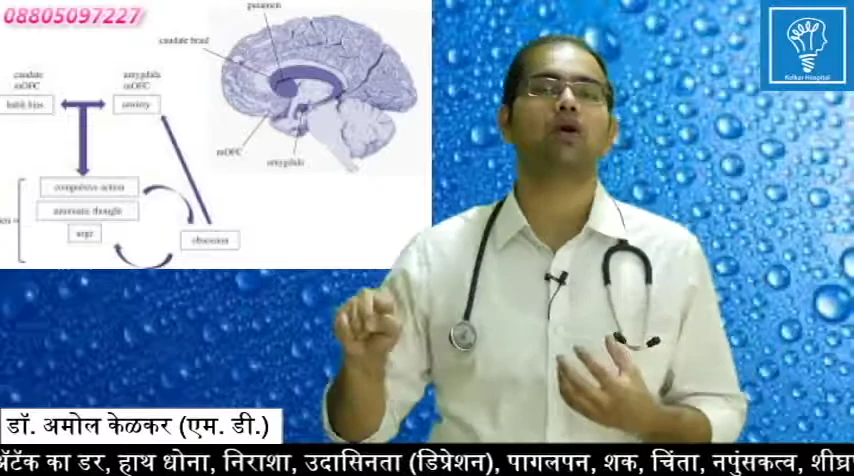 08805097227
putamen
caudate head
caudate
mOFC
amygdala
mOFC
habit bias
anxiety
mOFC
amygdala
compulsive action
automatic thought
urge
obsession
Kelkar Hospital
डॉ. अमोल केळकर (एम. डी.)
अ‍ॅटॅक का डर, हाथ धोना, निराशा, उदासिनता (डिप्रेशन), पागलपन, शक, चिंता, नपुंसकत्व, शीघ्र